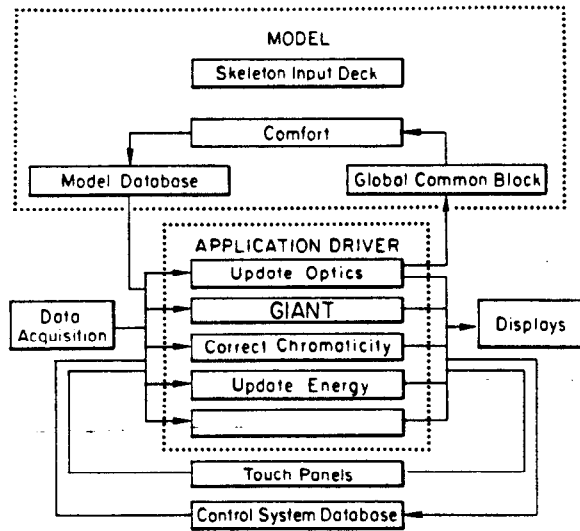 MODEL
Skeleton Input Deck
Comfort
Model Database
Global Common Block
APPLICATION DRIVER
Update Optics
GIANT
Data
Acquisition
Displays
Correct Chromaticity
Update Energy
Touch Panels
Control System Database